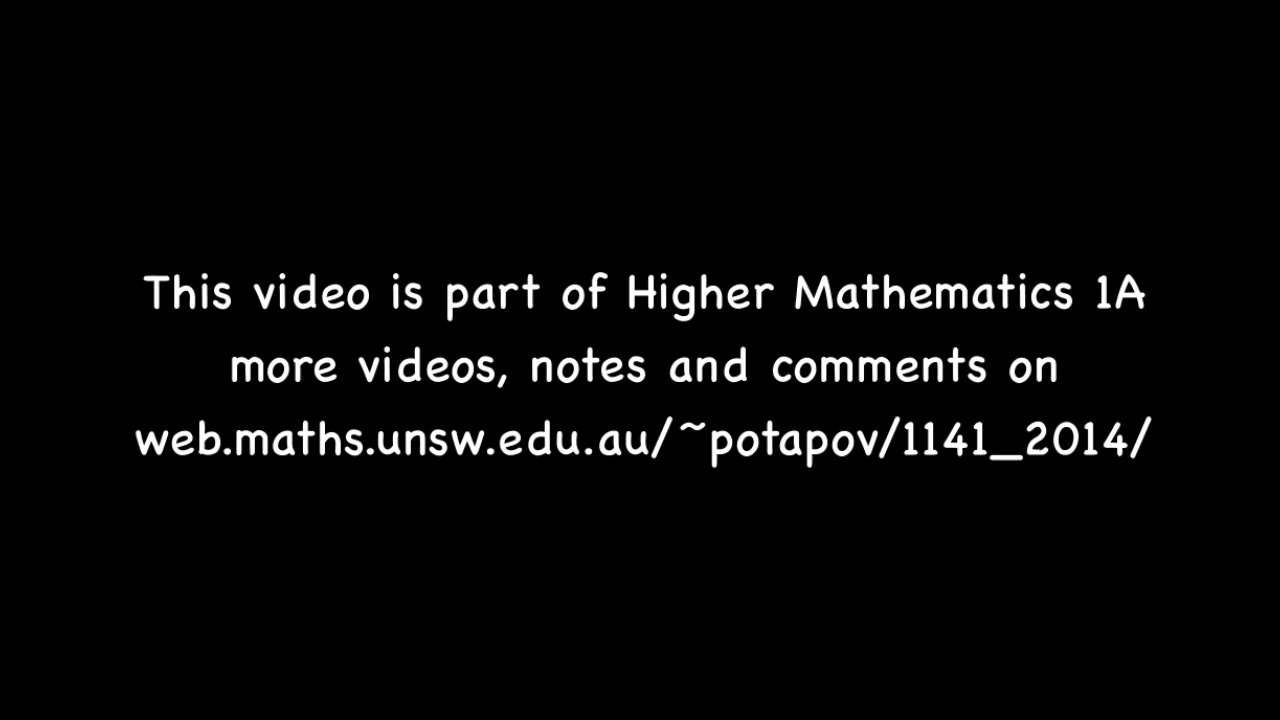 This video is part of Higher Mathematics 1A
more videos, notes and comments on
web.maths.unsw.edu.au/~potapov/1141_2014/